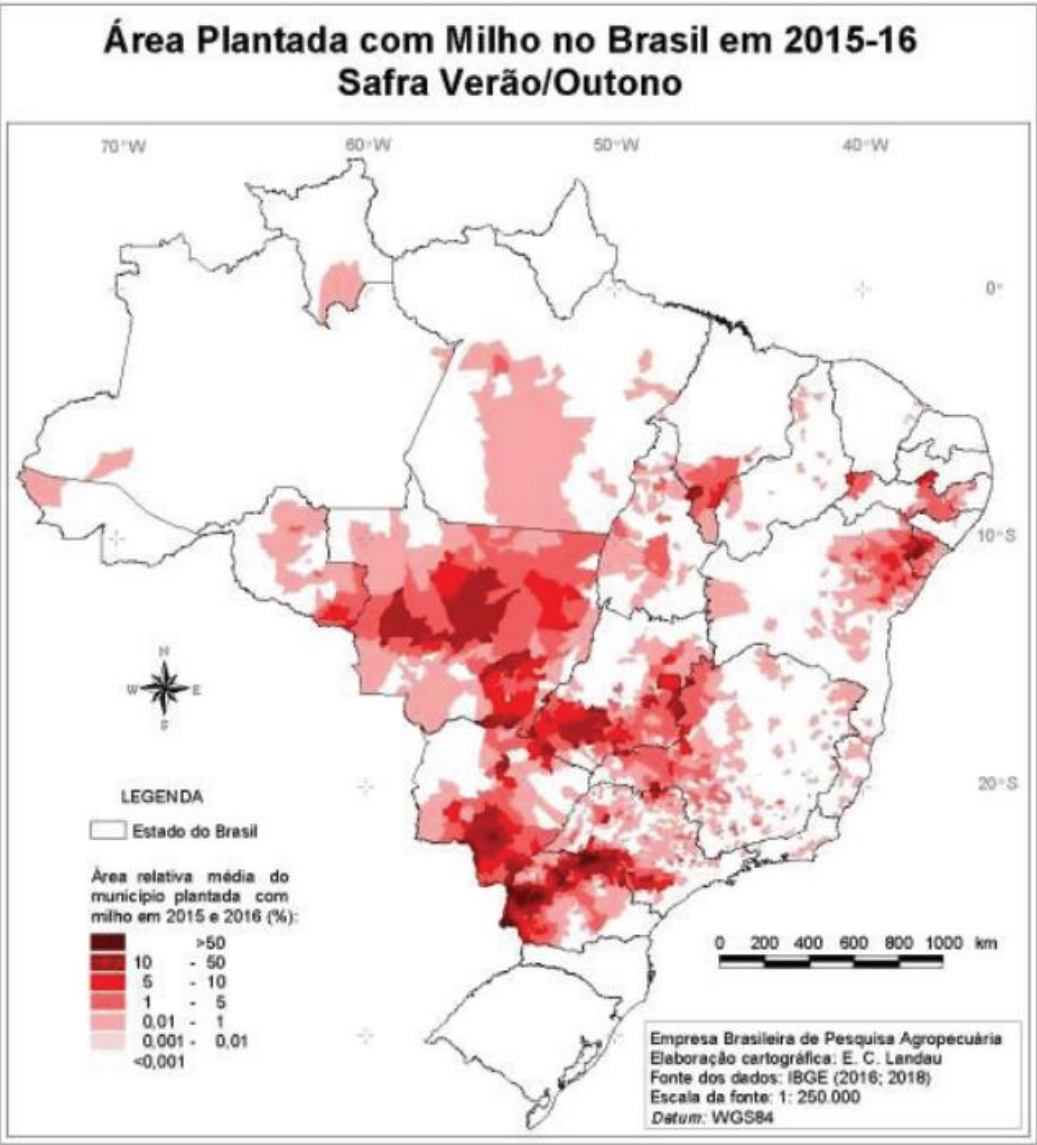 Área Plantada com Milho no Brasil em 2015-16
Safra Verão/Outono
70°W 60°W 50°W 40°W
0°
10°S
N
W E
S
20°S
LEGENDA
Estado do Brasil
Área relativa média do
município plantada com
milho em 2015 e 2016 (%):
>50
10 - 50
5 - 10
1 - 5
0,01 - 1
0,001 - 0,01
<0,001
0 200 400 600 800 1000 km
Empresa Brasileira de Pesquisa Agropecuária
Elaboração cartográfica: E. C. Landau
Fonte dos dados: IBGE (2016; 2018)
Escala da fonte: 1: 250.000
Datum: WGS84